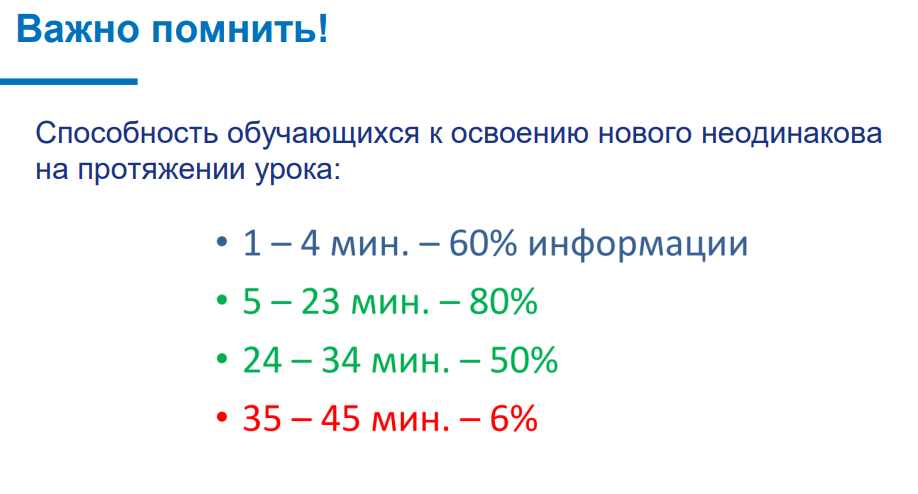 Важно помнить!
Способность обучающихся к освоению нового неодинакова
на протяжении урока:
• 1 – 4 мин. – 60% информации
• 5 – 23 мин. – 80%
• 24 – 34 мин. – 50%
• 35 – 45 мин. – 6%